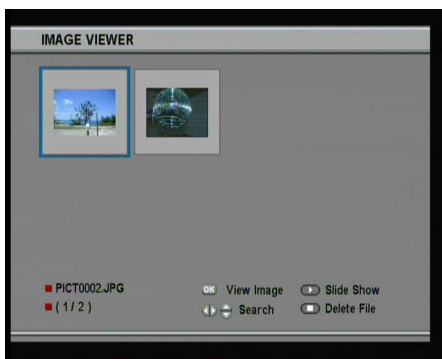 IMAGE VIEWER
PICT0002.JPG
OK View Image
Slide Show
( 1 / 2 )
Search
Delete File